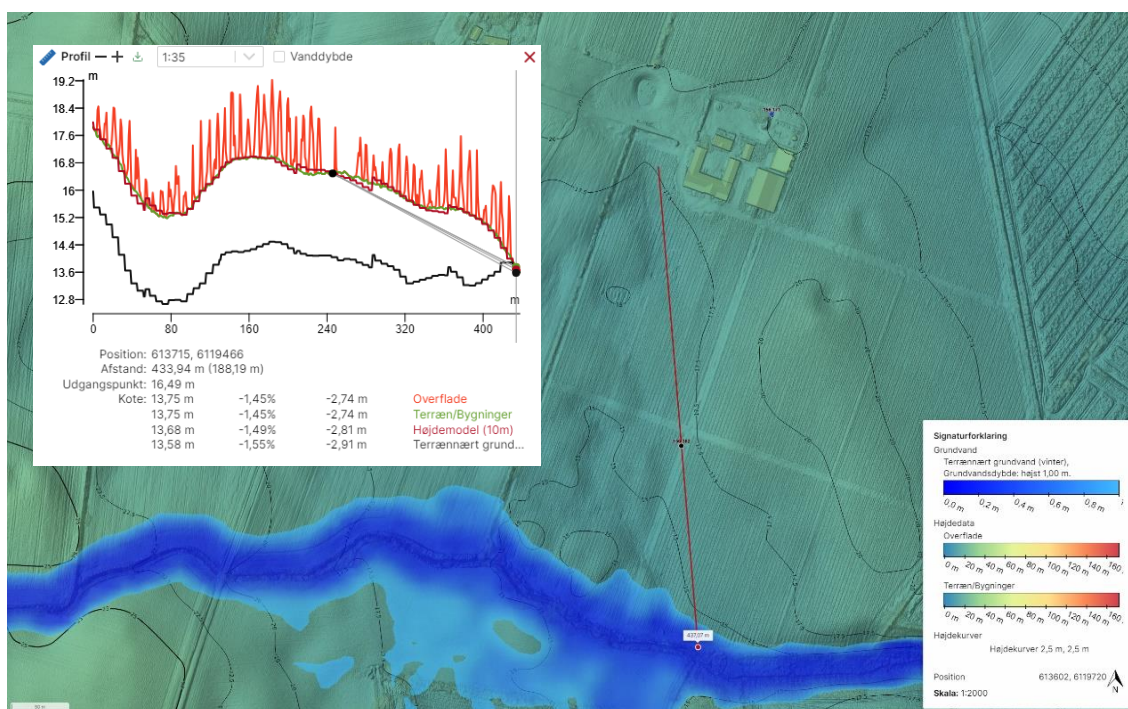 Profil
1:35
Vanddybde
m
19.2
18.4
17.6
16.8
16
15.2
14.4
13.6
12.8
m
0 80 160 240 320 400
Position: 613715, 6119466
Afstand: 433,94 m (188,19 m)
Udgangspunkt: 16,49 m
Kote: 13,75 m -1,45% -2,74 m Overflade
13,75 m -1,45% -2,74 m Terræn/Bygninger
13,68 m -1,49% -2,81 m Højdemodel (10m)
13,58 m -1,55% -2,91 m Terrænnært grund...
437,07 m
Signaturforklaring
Grundvand
Terrænnært grundvand (vinter),
Grundvandsdybde: højst 1,00 m.
0,0 m 0,2 m 0,4 m 0,6 m 0,8 m
Højdedata
Overflade
0 m 20 m 40 m 60 m 80 m 100 m 120 m 140 m 160
Terræn/Bygninger
0 m 20 m 40 m 60 m 80 m 100 m 120 m 140 m 160
Højdekurver
Højdekurver 2,5 m, 2,5 m
Position 613602, 6119720
Skala: 1:2000
N